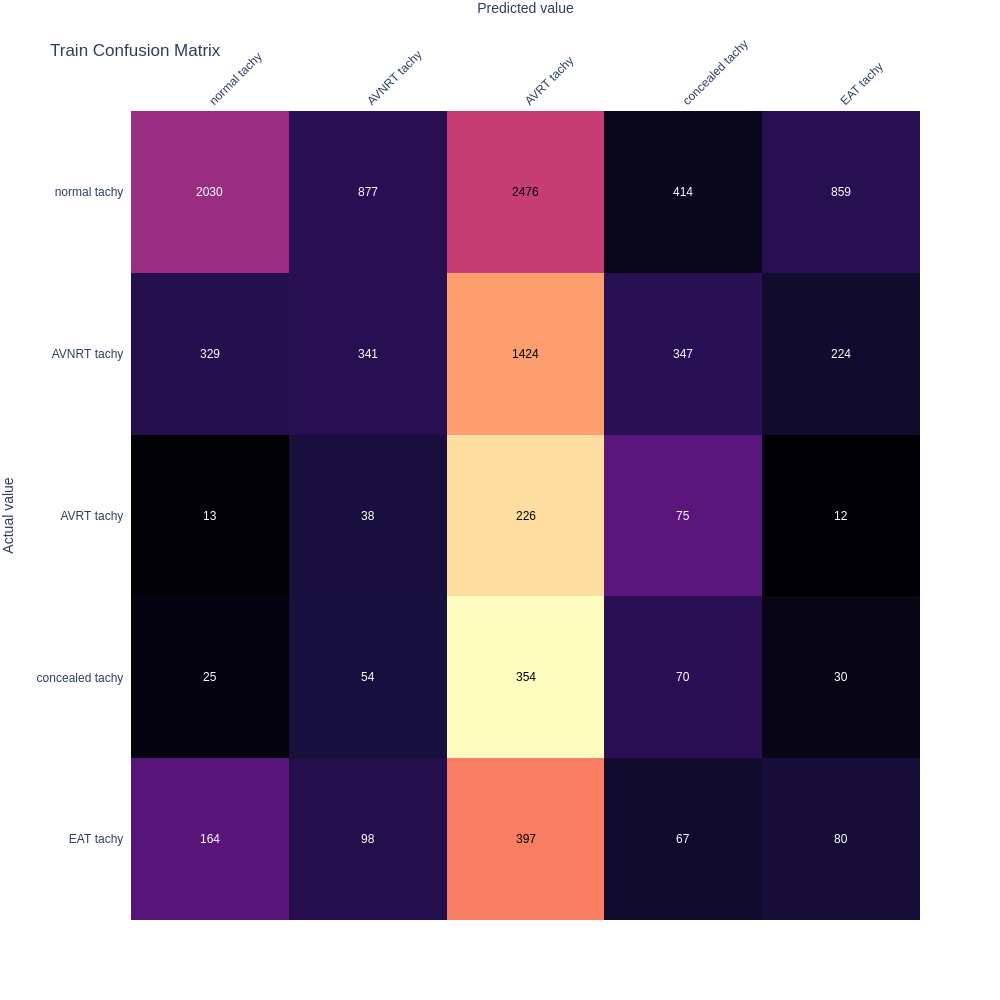 Predicted value
Train Confusion Matrix
normal tachy
AVNRT tachy
AVRT tachy
concealed tachy
EAT tachy
normal tachy 2030 877 2476 414 859
AVNRT tachy 329 341 1424 347 224
AVRT tachy 13 38 226 75 12
concealed tachy 25 54 354 70 30
EAT tachy 164 98 397 67 80
Actual value